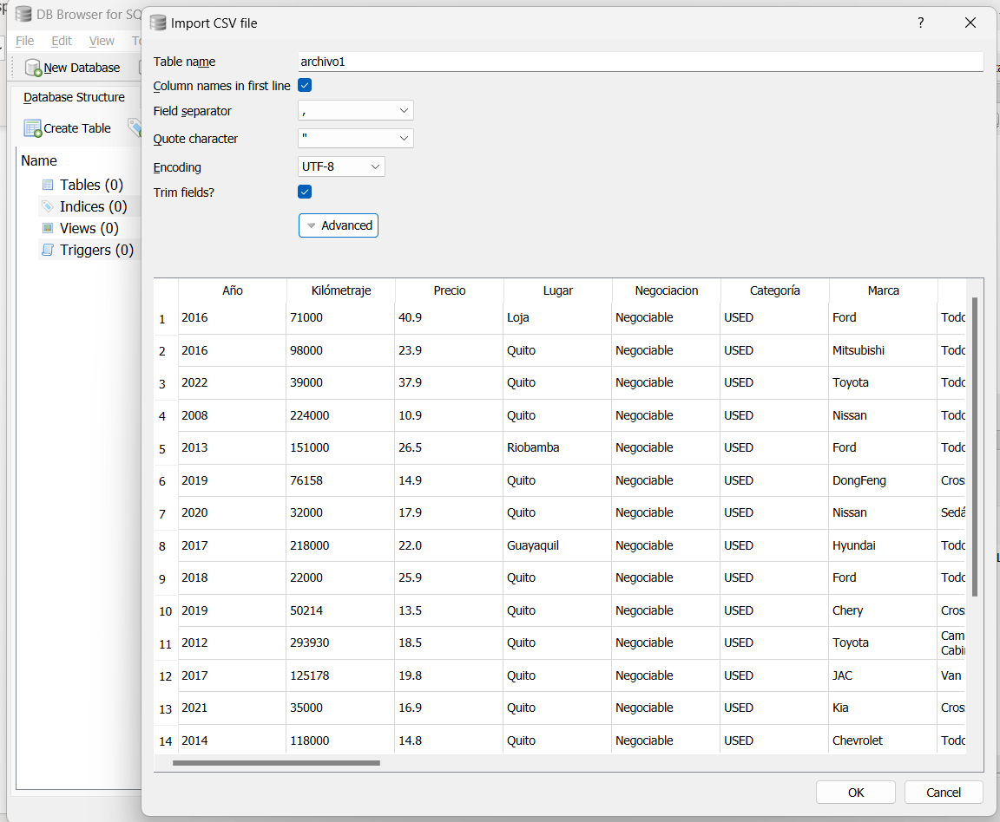 DB Browser for SQ
Import CSV file
?
File Edit View To
New Database
Database Structure
Create Table
Name
Tables (0)
Indices (0)
Views (0)
Triggers (0)
Table name archivo1
Column names in first line
Field separator ,
Quote character "
Encoding UTF-8
Trim fields?
Advanced
Año Kilómetraje Precio Lugar Negociacion Categoría Marca
1 2016 71000 40.9 Loja Negociable USED Ford Todo
2 2016 98000 23.9 Quito Negociable USED Mitsubishi Todo
3 2022 39000 37.9 Quito Negociable USED Toyota Todo
4 2008 224000 10.9 Quito Negociable USED Nissan Todo
5 2013 151000 26.5 Riobamba Negociable USED Ford Todo
6 2019 76158 14.9 Quito Negociable USED DongFeng Cros
7 2020 32000 17.9 Quito Negociable USED Nissan Sedá
8 2017 218000 22.0 Guayaquil Negociable USED Hyundai Todo
9 2018 22000 25.9 Quito Negociable USED Ford Todo
10 2019 50214 13.5 Quito Negociable USED Chery Cros
11 2012 293930 18.5 Quito Negociable USED Toyota Cam
Cabi
12 2017 125178 19.8 Quito Negociable USED JAC Van
13 2021 35000 16.9 Quito Negociable USED Kia Cros
14 2014 118000 14.8 Quito Negociable USED Chevrolet Todo
OK Cancel